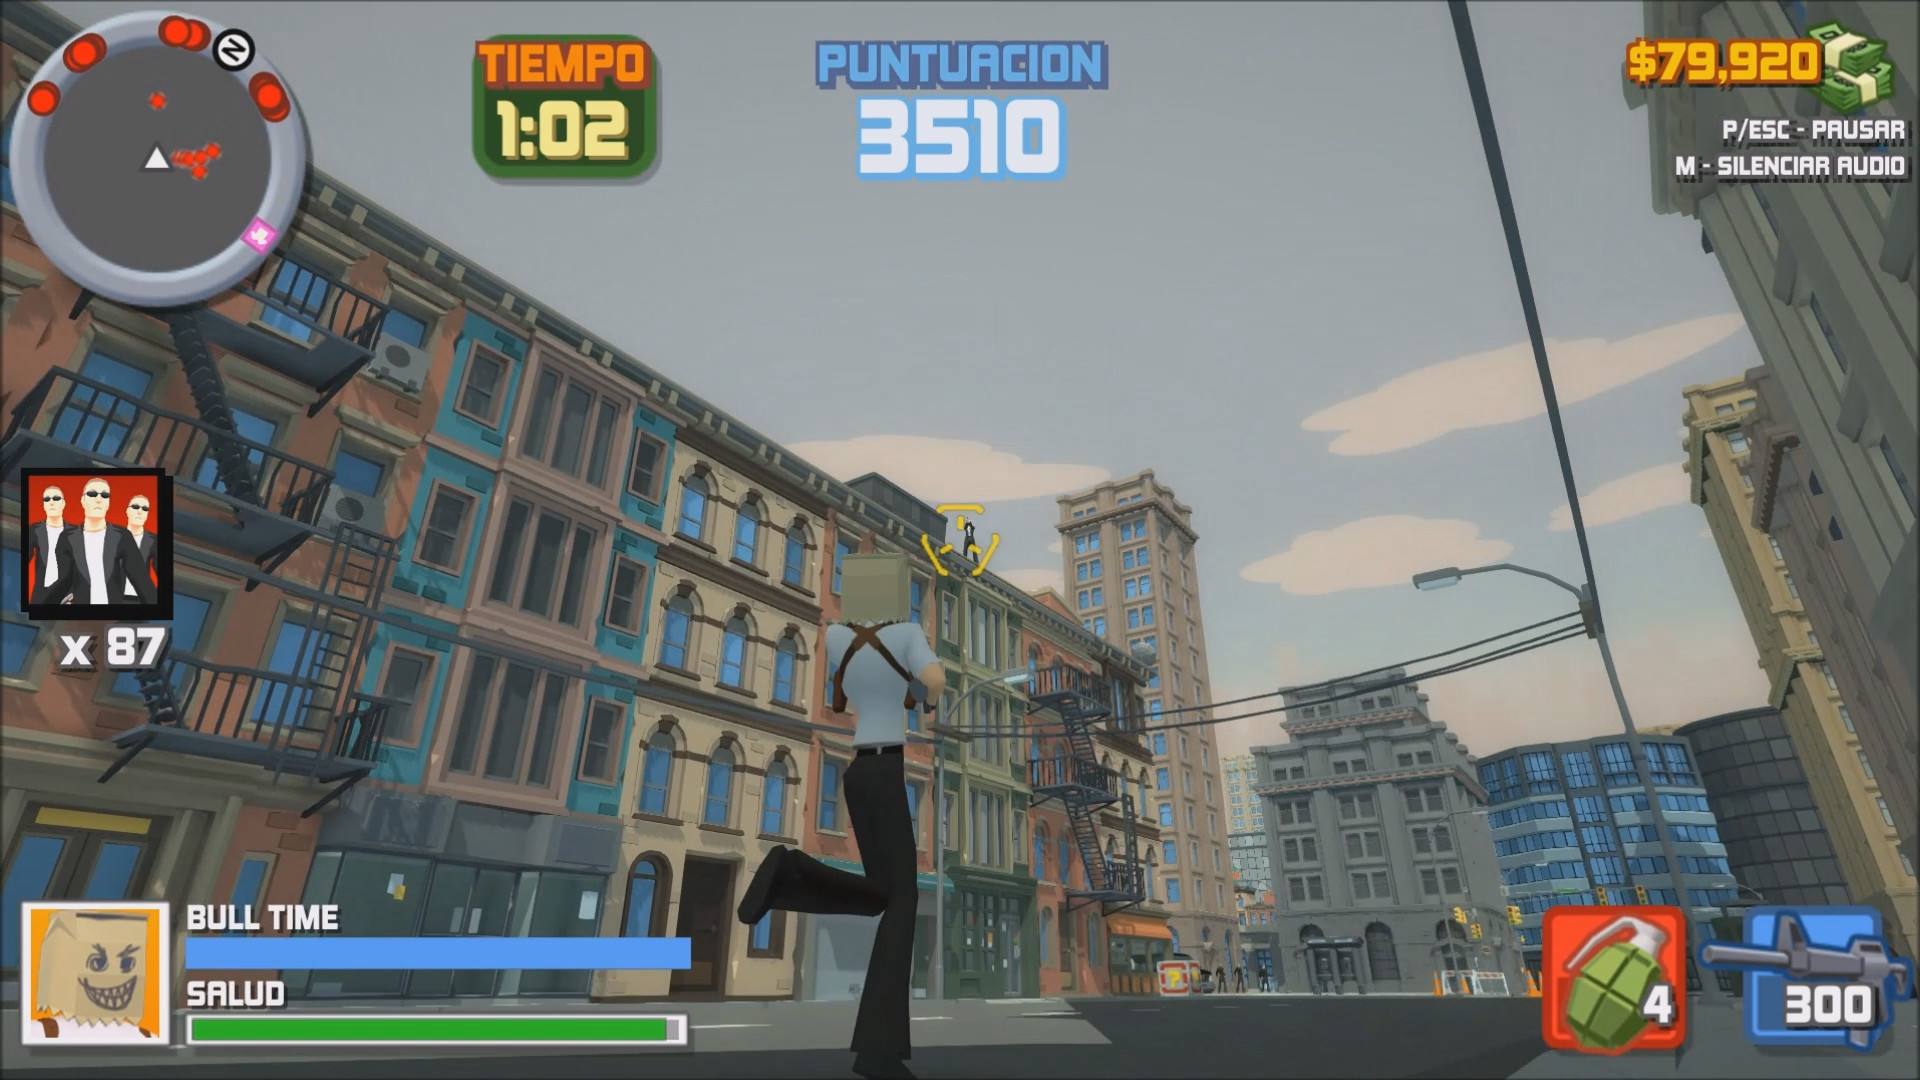 N
TIEMPO
1:02
PUNTUACION
3510
$79,920
P/ESC - PAUSAR
M - SILENCIAR AUDIO
x 87
BULL TIME
SALUD
?
4
300